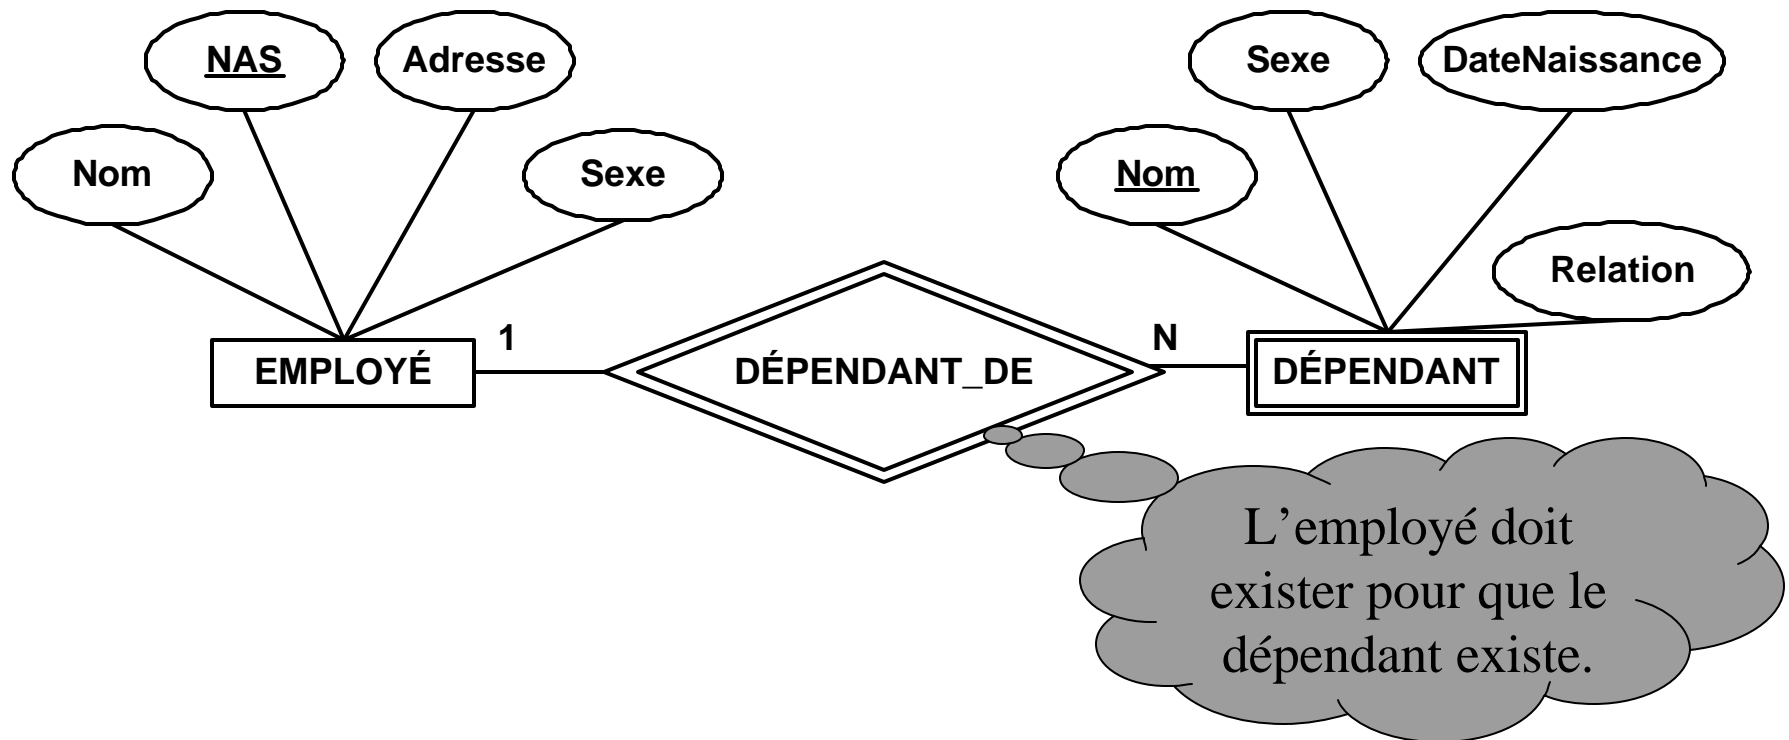 NAS
Adresse
Sexe
DateNaissance
Nom
Sexe
Nom
Relation
1
N
EMPLOYÉ
DÉPENDANT_DE
DÉPENDANT
L’employé doit
exister pour que le
dépendant existe.